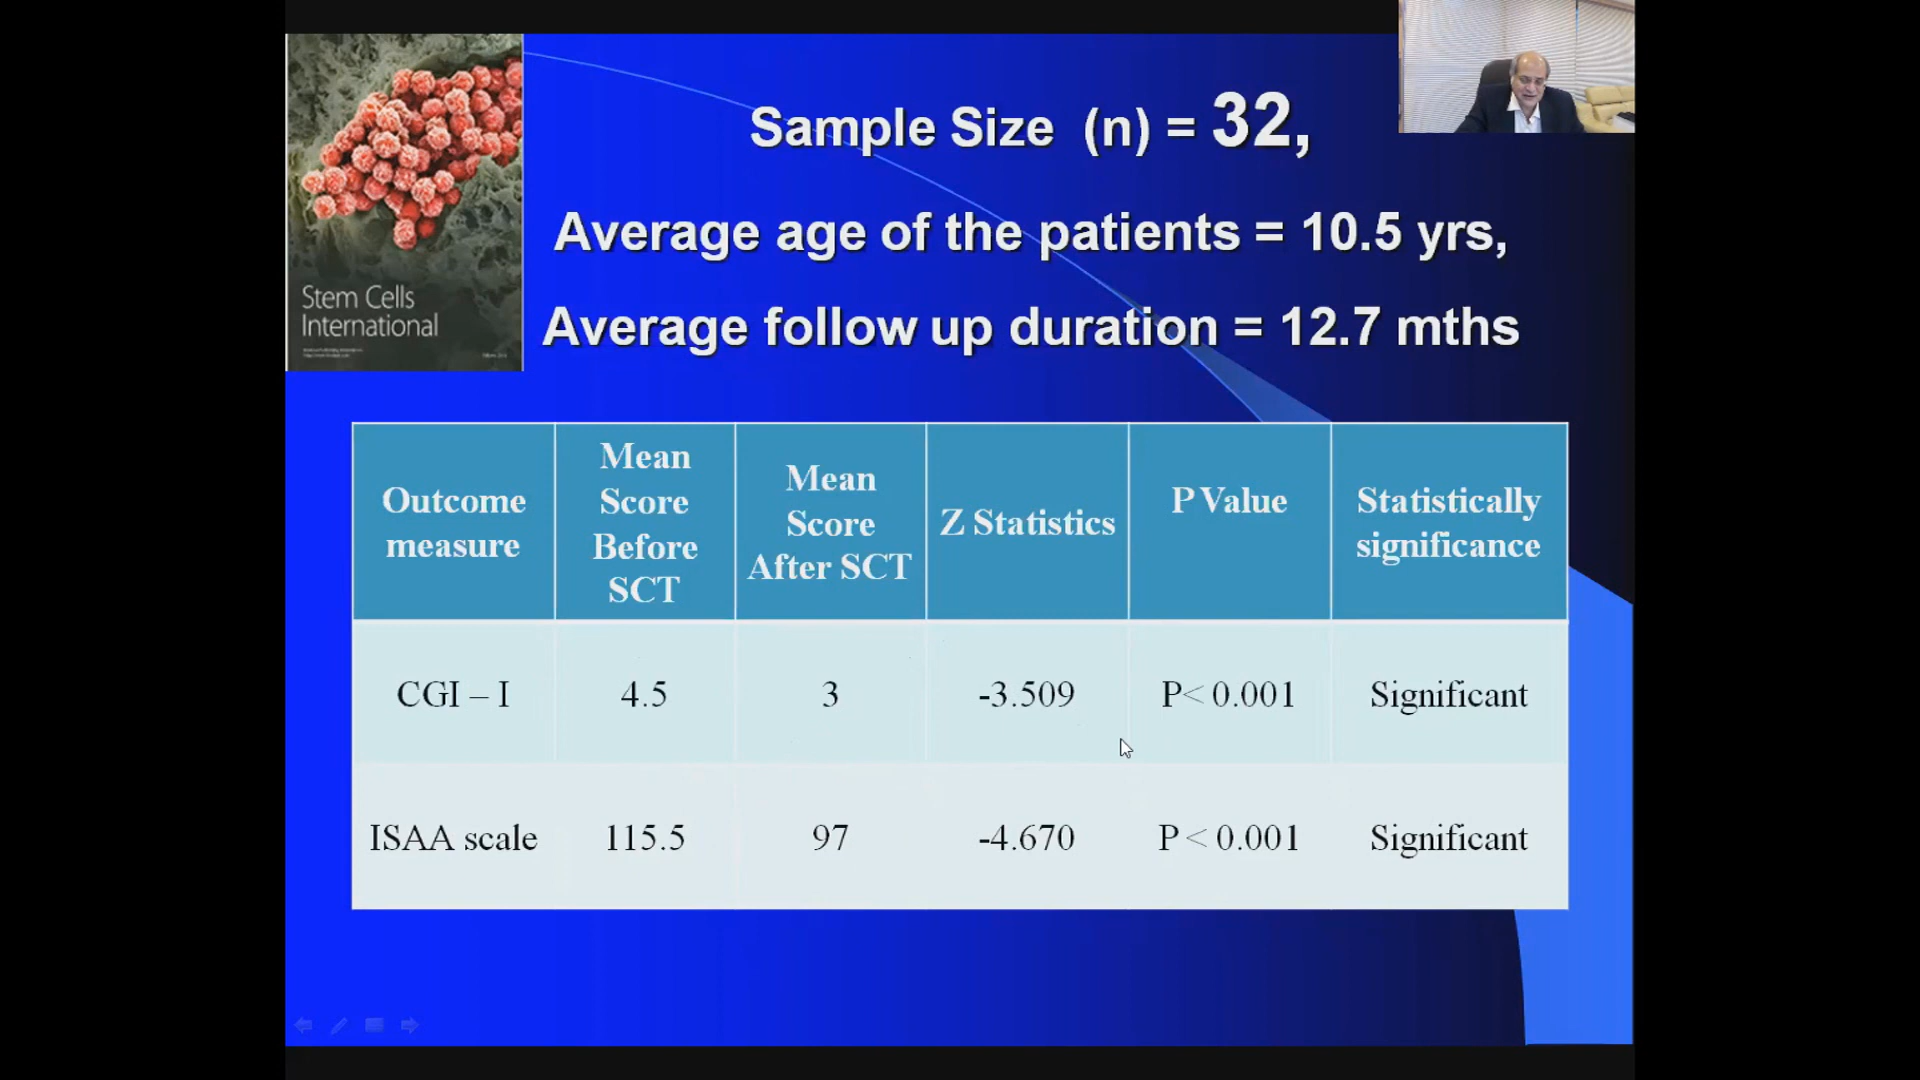 Sample Size (n) = 32,
Average age of the patients = 10.5 yrs,
Average follow up duration = 12.7 mths
Stem Cells
International
Outcome
measure
Mean
Score
Before
SCT
Mean
Score
After SCT
Z Statistics
P Value
Statistically
significance
CGI – I
4.5
3
-3.509
P< 0.001
Significant
ISAA scale
115.5
97
-4.670
P < 0.001
Significant